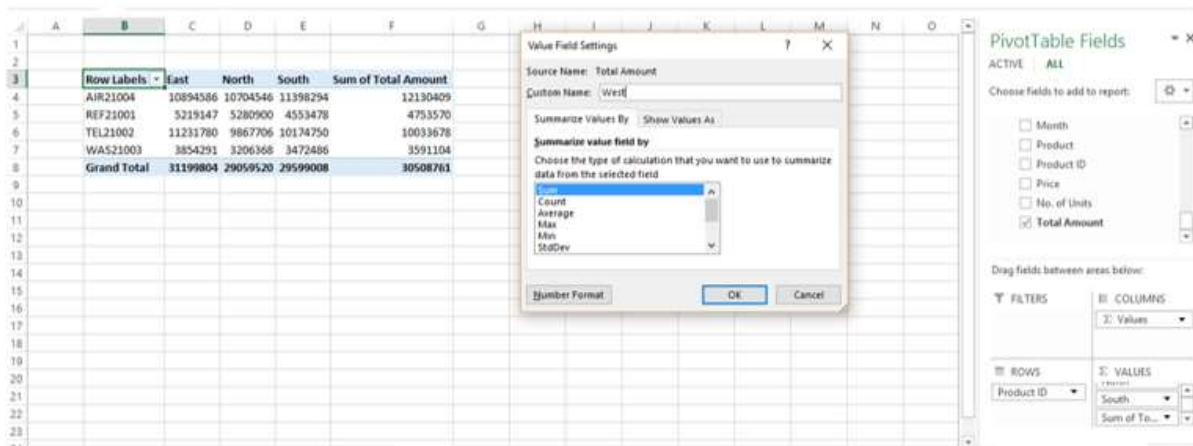 A B C D E F G H I J K L M N O
1
2
3 Row Labels East North South Sum of Total Amount
4 AIR21004 10894586 10704546 11398294 12130409
5 REF21001 5219147 5280900 4553478 4753570
6 TEL21002 11231780 9867706 10174750 10033678
7 WAS21003 3854291 3206368 3472486 3591104
8 Grand Total 31199804 29059520 29599008 30508761
9
10
11
12
13
14
15
16
17
18
19
20
21
22
23
Value Field Settings ? X
Source Name: Total Amount
Custom Name: West
Summarize Values By Show Values As
Summarize value field by
Choose the type of calculation that you want to use to summarize
data from the selected field
Sum
Count
Average
Max
Min
StdDev
Number Format OK Cancel
PivotTable Fields
ACTIVE ALL
Choose fields to add to report:
Month
Product
Product ID
Price
No. of Units
Total Amount
Drag fields between areas below:
FILTERS
COLUMNS
Σ Values
ROWS
Product ID
Σ VALUES
South
Sum of To...